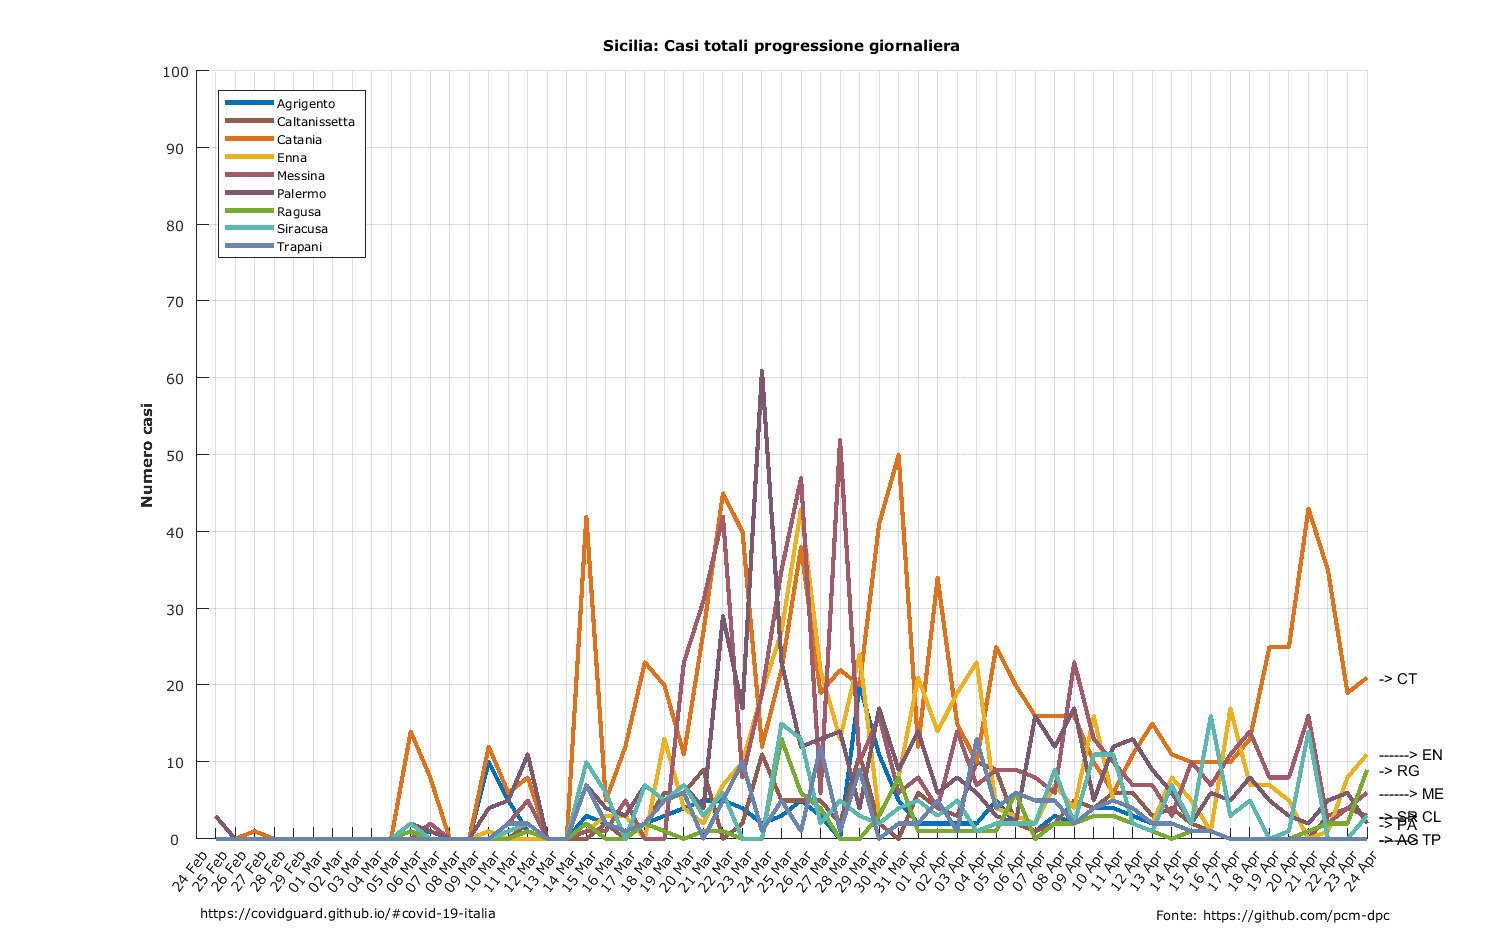 Sicilia: Casi totali progressione giornaliera
Numero casi
100
90
80
70
60
50
40
30
20
10
0
Agrigento
Caltanissetta
Catania
Enna
Messina
Palermo
Ragusa
Siracusa
Trapani
-> CT
------> EN
-> RG
------> ME
-> SR
CL
-> PA
-> AG
TP
24 Feb
25 Feb
26 Feb
27 Feb
28 Feb
29 Feb
01 Mar
02 Mar
03 Mar
04 Mar
05 Mar
06 Mar
07 Mar
08 Mar
09 Mar
10 Mar
11 Mar
12 Mar
13 Mar
14 Mar
15 Mar
16 Mar
17 Mar
18 Mar
19 Mar
20 Mar
21 Mar
22 Mar
23 Mar
24 Mar
25 Mar
26 Mar
27 Mar
28 Mar
29 Mar
30 Mar
31 Mar
01 Apr
02 Apr
03 Apr
04 Apr
05 Apr
06 Apr
07 Apr
08 Apr
09 Apr
10 Apr
11 Apr
12 Apr
13 Apr
14 Apr
15 Apr
16 Apr
17 Apr
18 Apr
19 Apr
20 Apr
21 Apr
22 Apr
23 Apr
24 Apr
https://covidguard.github.io/#covid-19-italia
Fonte: https://github.com/pcm-dpc